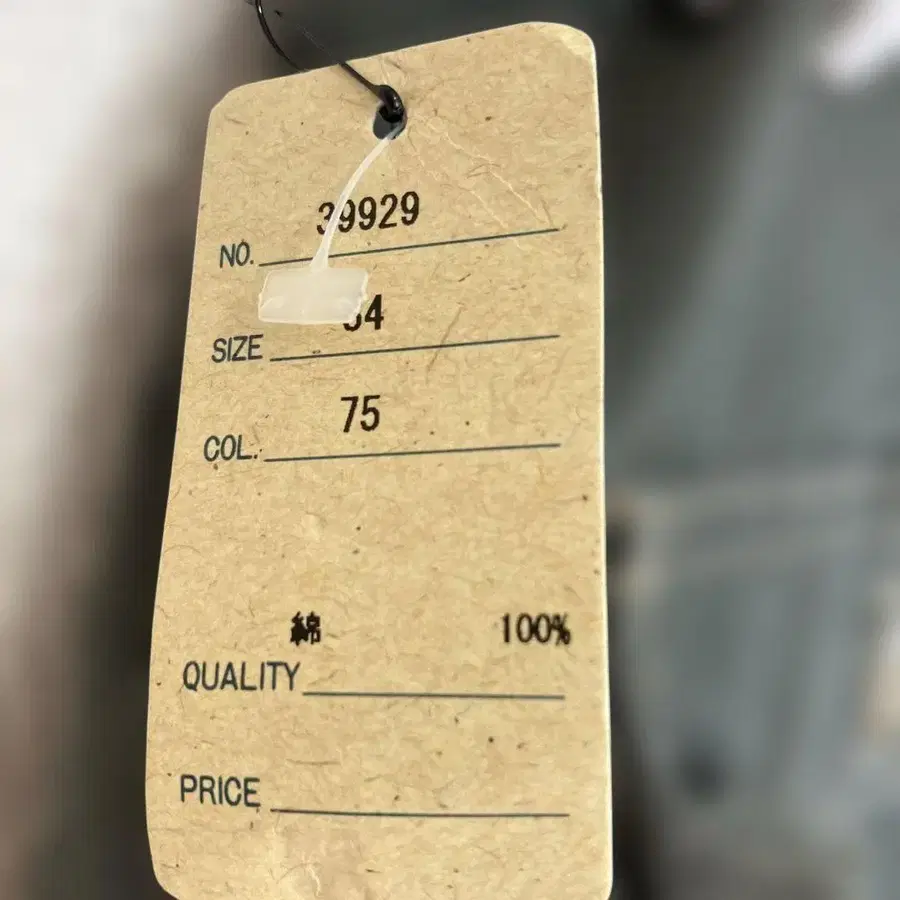 NO. 39929
SIZE 34
COL. 75
綿 100%
QUALITY
PRICE